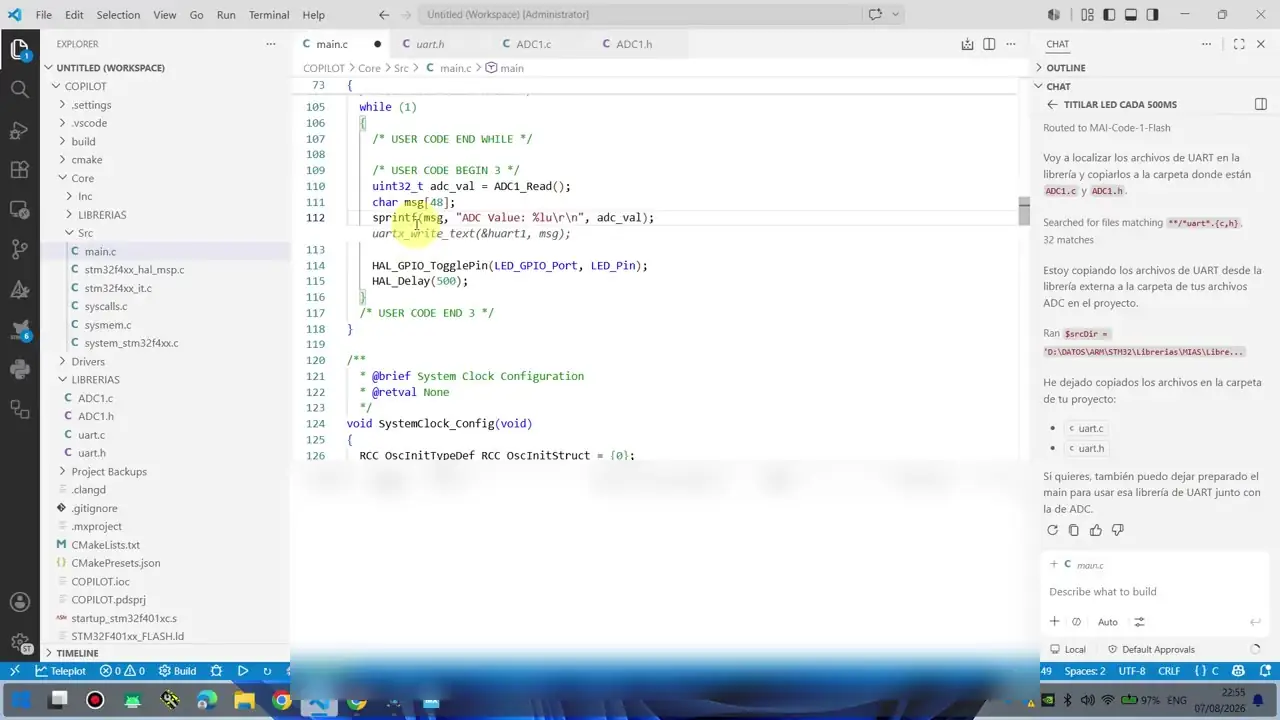 File Edit Selection View Go Run Terminal Help
Untitled (Workspace) [Administrator]
EXPLORER
UNTITLED (WORKSPACE)
COPILOT
.settings
.vscode
build
cmake
Core
Inc
LIBRERIAS
Src
main.c
stm32f4xx_hal_msp.c
stm32f4xx_it.c
syscalls.c
sysmem.c
system_stm32f4xx.c
Drivers
LIBRERIAS
ADC1.c
ADC1.h
uart.c
uart.h
Project Backups
.clangd
.gitignore
.mxproject
CMakeLists.txt
CMakePresets.json
COPILOT.ioc
COPILOT.pdsprj
startup_stm32f401xc.s
STM32F401XX_FLASH.ld
TIMELINE
main.c uart.h ADC1.c ADC1.h
COPILOT > Core > Src > main.c > main
73 {
105 while (1)
106 {
107 /* USER CODE END WHILE */
108
109 /* USER CODE BEGIN 3 */
110 uint32_t adc_val = ADC1_Read();
111 char msg[48];
112 sprintf(msg, "ADC Value: %lu\r\n", adc_val);
uartx_write_text(&huart1, msg);
113
114 HAL_GPIO_TogglePin(LED_GPIO_Port, LED_Pin);
115 HAL_Delay(500);
116 }
117 /* USER CODE END 3 */
118 }
119
120 /**
121 * @brief System Clock Configuration
122 * @retval None
123 */
124 void SystemClock_Config(void)
125 {
126 RCC_OscInitTypeDef RCC_OscInitStruct = {0};
CHAT
OUTLINE
CHAT
TITILAR LED CADA 500MS
Routed to MAI-Code-1-Flash
Voy a localizar los archivos de UART en la
librería y copiarlos a la carpeta donde están
ADC1.c y ADC1.h.
Searched for files matching **/*uart*.{c,h},
32 matches
Estoy copiando los archivos de UART desde la
librería externa a la carpeta de tus archivos
ADC en el proyecto.
Ran $srcDir =
'D:\DATOS\ARM\STM32\Librerias\MIAS\Libre...
He dejado copiados los archivos en la carpeta
de tu proyecto:
• uart.c
• uart.h
Si quieres, también puedo dejar preparado el
main para usar esa librería de UART junto con
la de ADC.
+ main.c
Describe what to build
Auto
Local Default Approvals
Teleplot 0 0 Build
49 Spaces: 2 UTF-8 CRLF {} C
97% ENG
22:55
07/08/2026